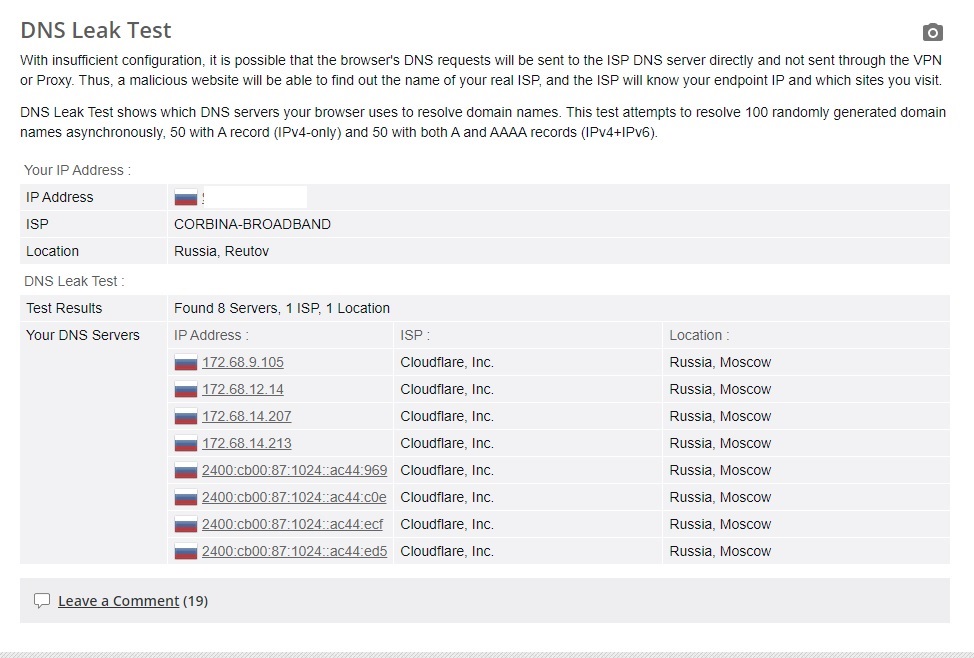 DNS Leak Test
With insufficient configuration, it is possible that the browser's DNS requests will be sent to the ISP DNS server directly and not sent through the VPN
or Proxy. Thus, a malicious website will be able to find out the name of your real ISP, and the ISP will know your endpoint IP and which sites you visit.
DNS Leak Test shows which DNS servers your browser uses to resolve domain names. This test attempts to resolve 100 randomly generated domain
names asynchronously, 50 with A record (IPv4-only) and 50 with both A and AAAA records (IPv4+IPv6).
Your IP Address :
IP Address
ISP CORBINA-BROADBAND
Location Russia, Reutov
DNS Leak Test :
Test Results Found 8 Servers, 1 ISP, 1 Location
Your DNS Servers IP Address : ISP : Location :
172.68.9.105 Cloudflare, Inc. Russia, Moscow
172.68.12.14 Cloudflare, Inc. Russia, Moscow
172.68.14.207 Cloudflare, Inc. Russia, Moscow
172.68.14.213 Cloudflare, Inc. Russia, Moscow
2400:cb00:87:1024::ac44:969 Cloudflare, Inc. Russia, Moscow
2400:cb00:87:1024::ac44:c0e Cloudflare, Inc. Russia, Moscow
2400:cb00:87:1024::ac44:ecf Cloudflare, Inc. Russia, Moscow
2400:cb00:87:1024::ac44:ed5 Cloudflare, Inc. Russia, Moscow
Leave a Comment (19)